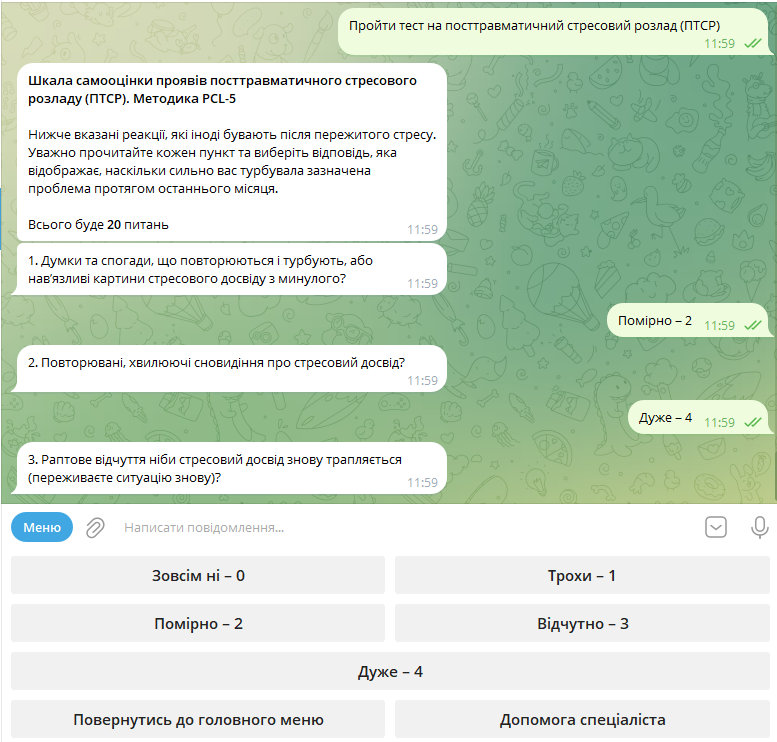 Пройти тест на посттравматичний стресовий розлад (ПТСР)
11:59
Шкала самооцінки проявів посттравматичного стресового
розладу (ПТСР). Методика PCL-5
Нижче вказані реакції, які іноді бувають після пережитого стресу.
Уважно прочитайте кожен пункт та виберіть відповідь, яка
відображає, наскільки сильно вас турбувала зазначена
проблема протягом останнього місяця.
Всього буде 20 питань
11:59
1. Думки та спогади, що повторюються і турбують, або
нав'язливі картини стресового досвіду з минулого?
11:59
Помірно – 2 11:59
2. Повторювані, хвилюючі сновидіння про стресовий досвід?
11:59
Дуже – 4 11:59
3. Раптове відчуття ніби стресовий досвід знову трапляється
(переживаєте ситуацію знову)?
11:59
Меню
Написати повідомлення...
Зовсім ні – 0
Трохи – 1
Помірно – 2
Відчутно – 3
Дуже – 4
Повернутись до головного меню
Допомога спеціаліста